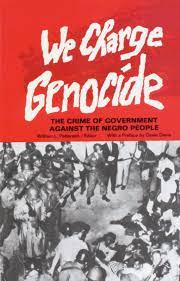 We Charge
Genocide
THE CRIME OF GOVERNMENT
AGAINST THE NEGRO PEOPLE
William L. Patterson / Editor With a Preface by Ossie Davis